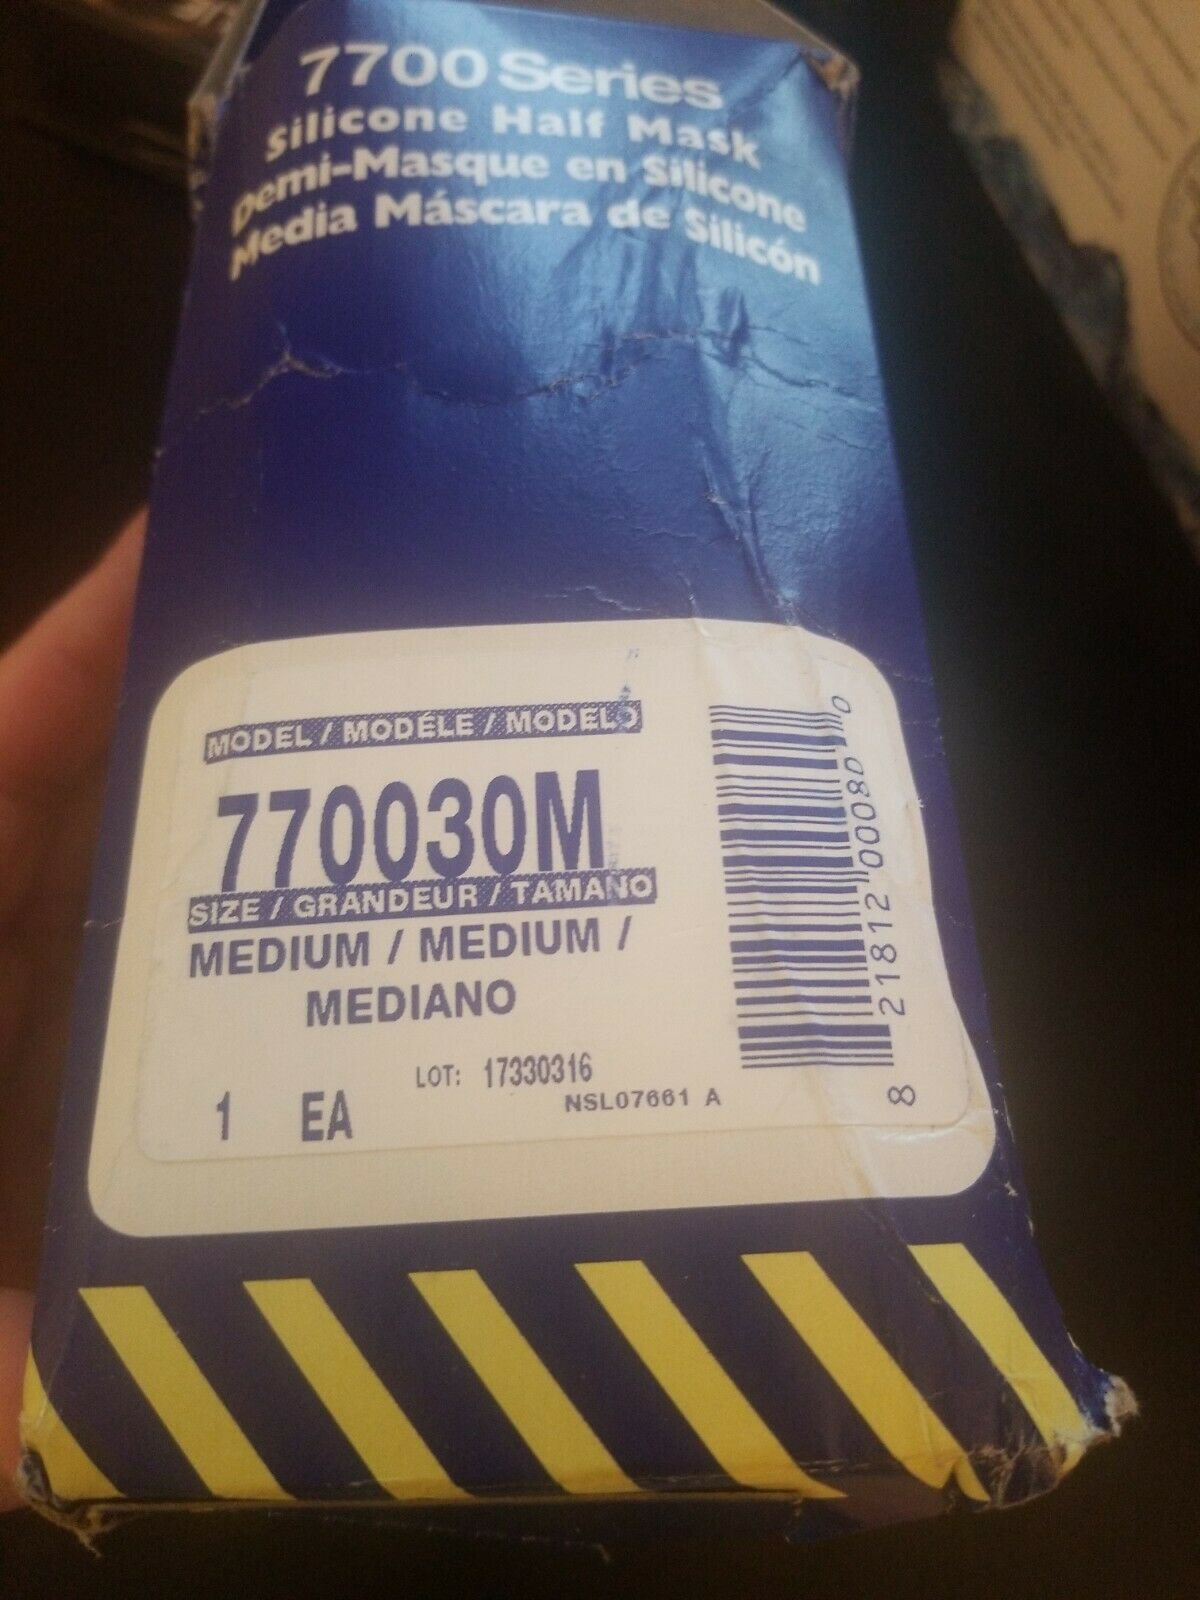 7700 Series
Silicone Half Mask
Demi-Masque en Silicone
Media Máscara de Silicón
MODEL / MODÉLE / MODELO
770030M
SIZE / GRANDEUR / TAMANO
MEDIUM / MEDIUM /
MEDIANO
LOT: 17330316
NSL07661 A
1 EA
8 21812 00080 0